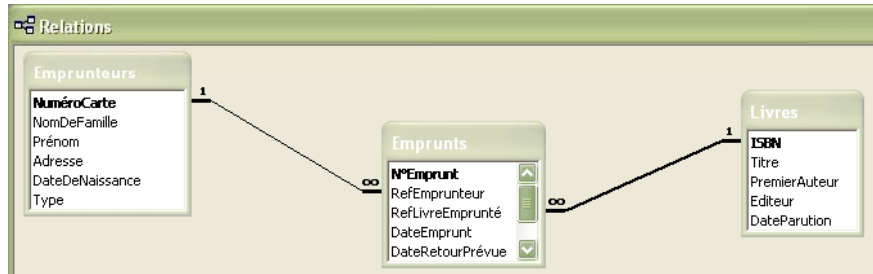 Relations
Emprunteurs
NuméroCarte
NomDeFamille
Prénom
Adresse
DateDeNaissance
Type
1
∞
Emprunts
N°Emprunt
RefEmprunteur
RefLivreEmprunté
DateEmprunt
DateRetourPrévue
∞
1
Livres
ISBN
Titre
PremierAuteur
Editeur
DateParution